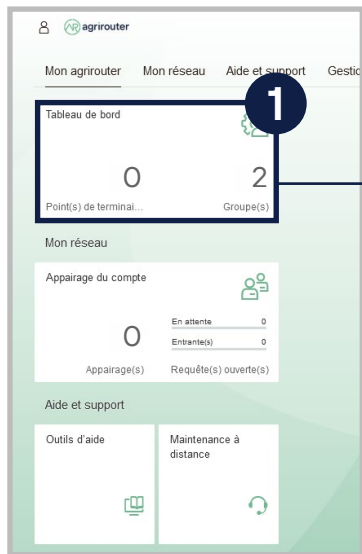 agrirouter
Mon agrirouter Mon réseau Aide et support Gestio
1
Tableau de bord
0 2
Point(s) de terminai... Groupe(s)
Mon réseau
Appairage du compte
En attente 0
0 Entrante(s) 0
Appairage(s) Requête(s) ouverte(s)
Aide et support
Outils d'aide Maintenance à
distance